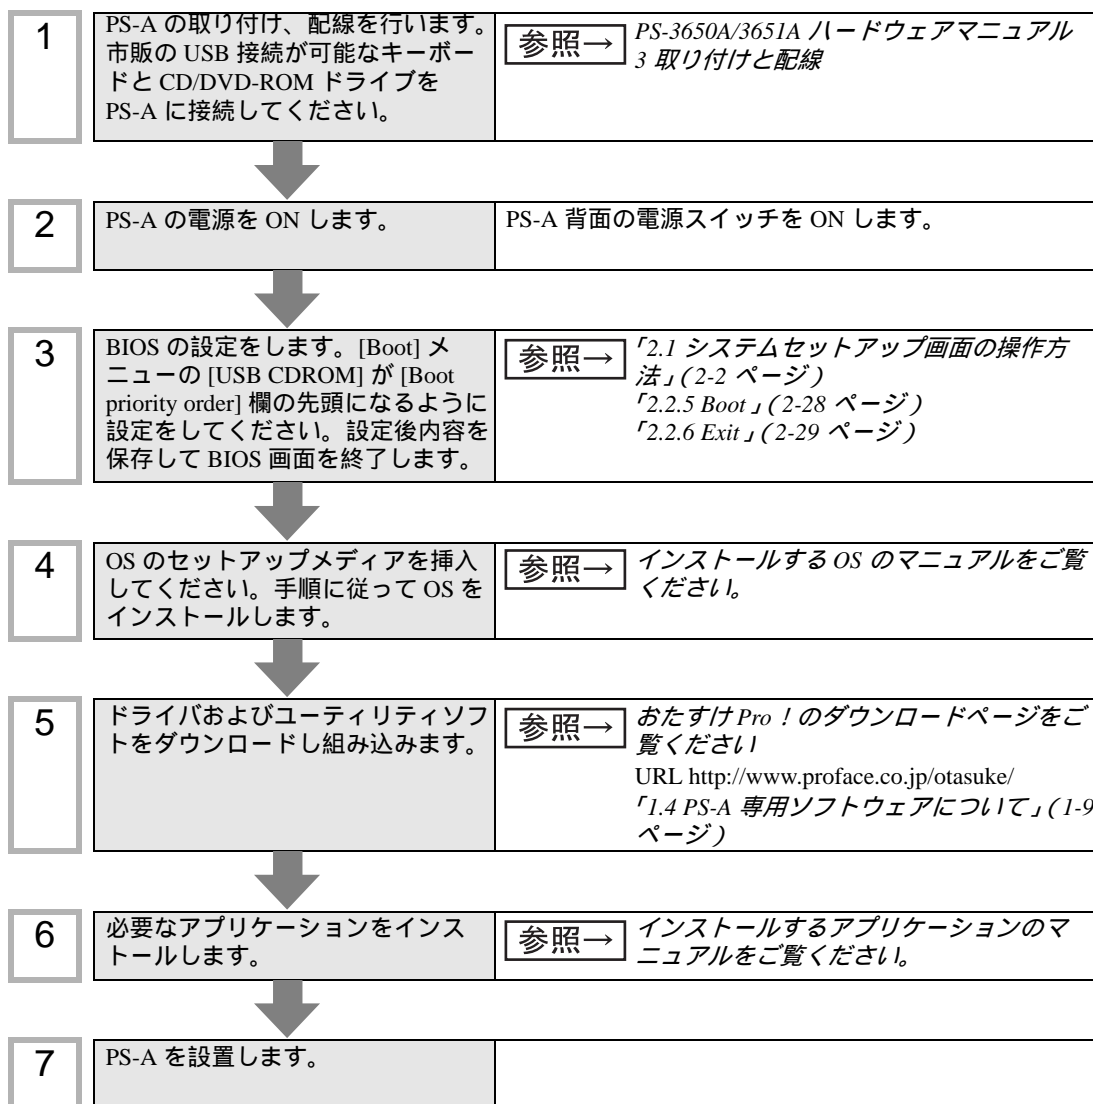 1
PS-A の取り付け、配線を行います。
市販の USB 接続が可能なキーボー
ドと CD/DVD-ROM ドライブを
PS-A に接続してください。
参照→
PS-3650A/3651A ハードウェアマニュアル
3 取り付けと配線
2
PS-A の電源を ON します。
PS-A 背面の電源スイッチを ON します。
3
BIOS の設定をします。[Boot] メ
ニューの [USB CDROM] が [Boot
priority order] 欄の先頭になるように
設定をしてください。設定後内容を
保存して BIOS 画面を終了します。
参照→
「2.1 システムセットアップ画面の操作方
法」(2-2 ページ)
「2.2.5 Boot」(2-28 ページ)
「2.2.6 Exit」(2-29 ページ)
4
OS のセットアップメディアを挿入
してください。手順に従って OS を
インストールします。
参照→
インストールする OS のマニュアルをご覧
ください。
5
ドライバおよびユーティリティソフ
トをダウンロードし組み込みます。
参照→
おたすけ Pro!のダウンロードページをご
覧ください
URL http://www.proface.co.jp/otasuke/
「1.4 PS-A 専用ソフトウェアについて」(1-9
ページ)
6
必要なアプリケーションをインス
トールします。
参照→
インストールするアプリケーションのマ
ニュアルをご覧ください。
7
PS-A を設置します。